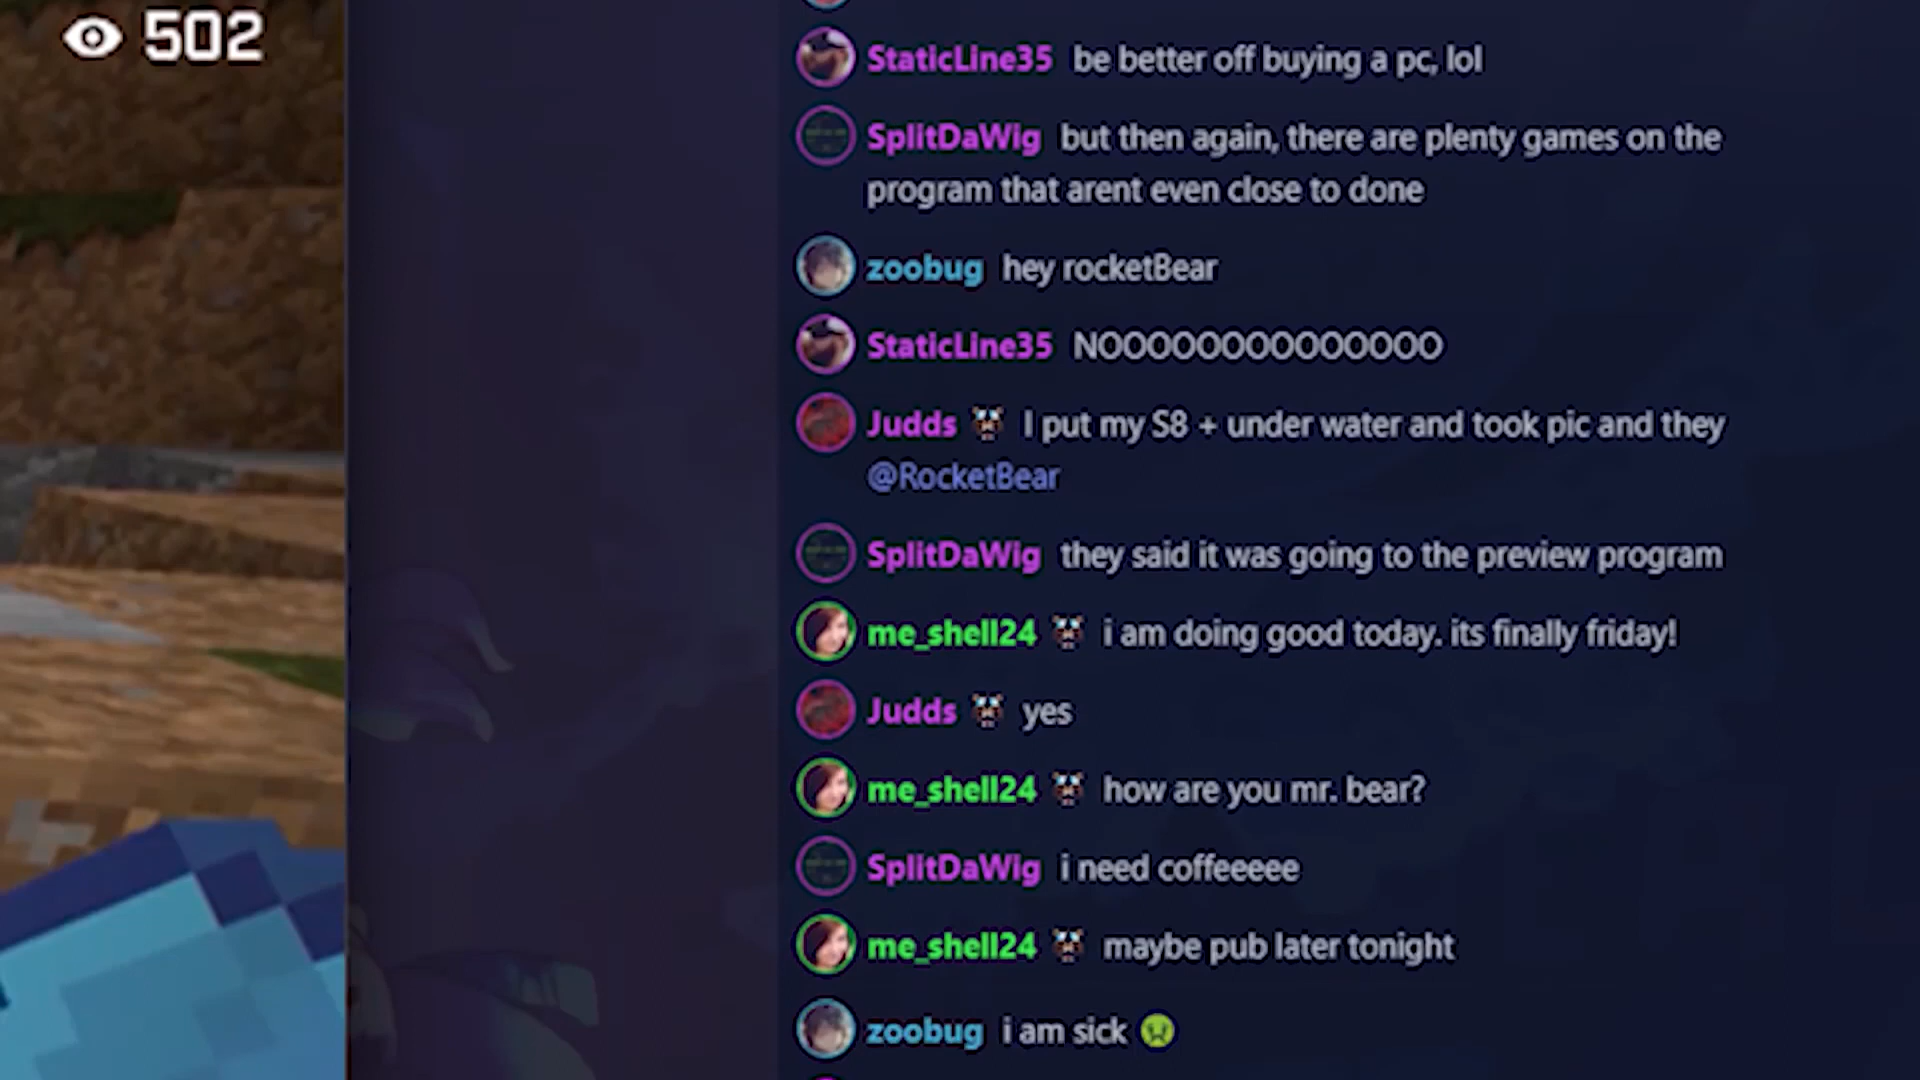 502
StaticLine35 be better off buying a pc, lol
SplitDaWig but then again, there are plenty games on the
program that arent even close to done
zoobug hey rocketBear
StaticLine35 NOOOOOOOOOOOOOOO
Judds I put my S8 + under water and took pic and they
@RocketBear
SplitDaWig they said it was going to the preview program
me_shell24 i am doing good today. its finally friday!
Judds yes
me_shell24 how are you mr. bear?
SplitDaWig i need coffeeeee
me_shell24 maybe pub later tonight
zoobug i am sick